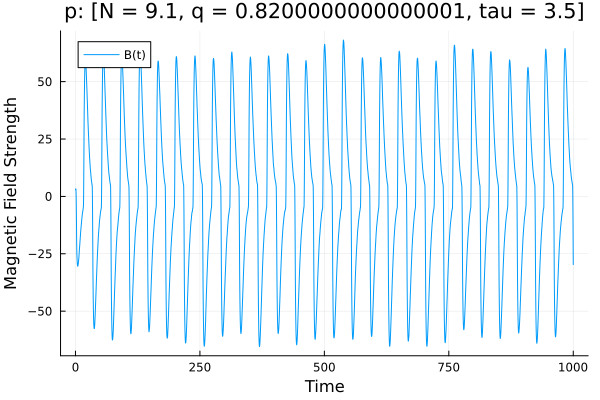 p: [N = 9.1, q = 0.8200000000000001, tau = 3.5]
B(t)
50
25
0
−25
−50
Magnetic Field Strength
0 250 500 750 1000
Time